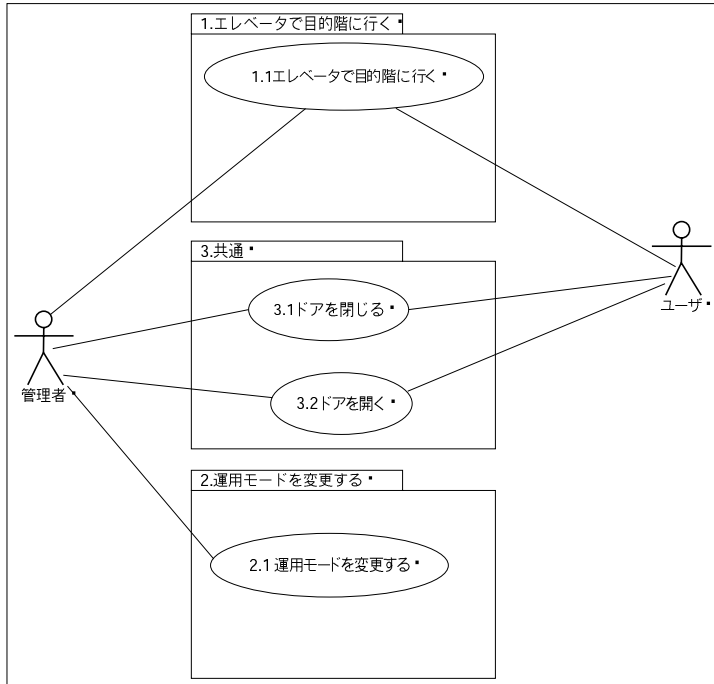 1.エレベータで目的階に行く
1.1エレベータで目的階に行く
3.共通
3.1ドアを閉じる
ユーザ
管理者
3.2ドアを開く
2.運用モードを変更する
2.1 運用モードを変更する